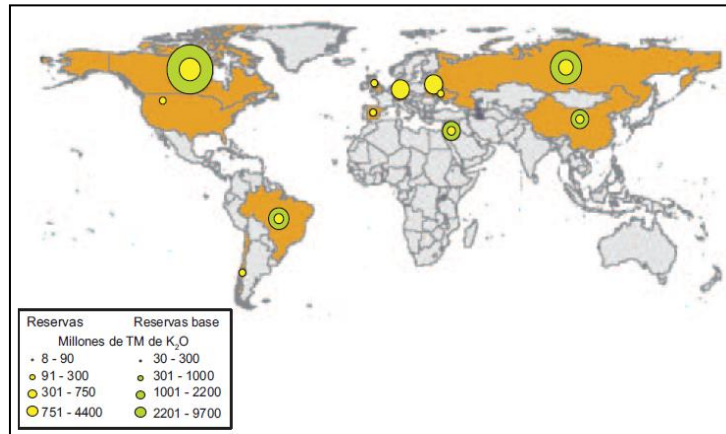 Reservas Reservas base
Millones de TM de K₂O
8 - 90 30 - 300
91 - 300 301 - 1000
301 - 750 1001 - 2200
751 - 4400 2201 - 9700